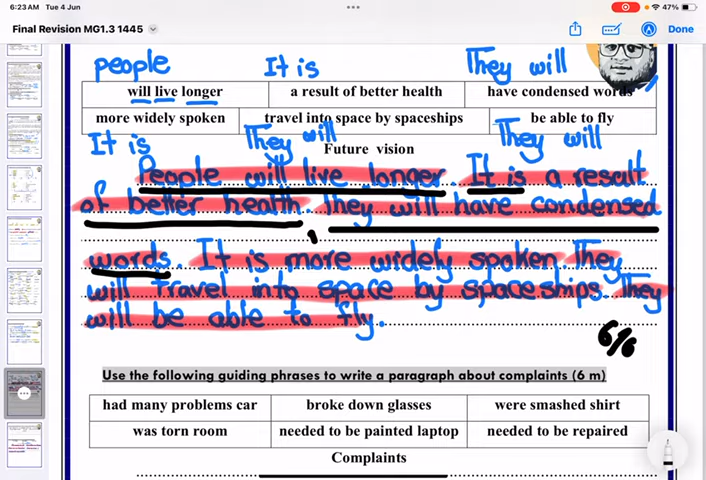 6:23AM Tue 4 Jun 47%
Final Revision MG1.3 1445 Done
people It is They will
will live longer a result of better health have condensed words
more widely spoken travel into space by spaceships be able to fly
It is They will They will
Future vision
People will live longer. It is a result
of better health. They will have condensed
words. It is more widely spoken. They
will travel into space by spaceships. They
will be able to fly.
6/6
Use the following guiding phrases to write a paragraph about complaints (6 m)
had many problems car broke down glasses were smashed shirt
was torn room needed to be painted laptop needed to be repaired
Complaints